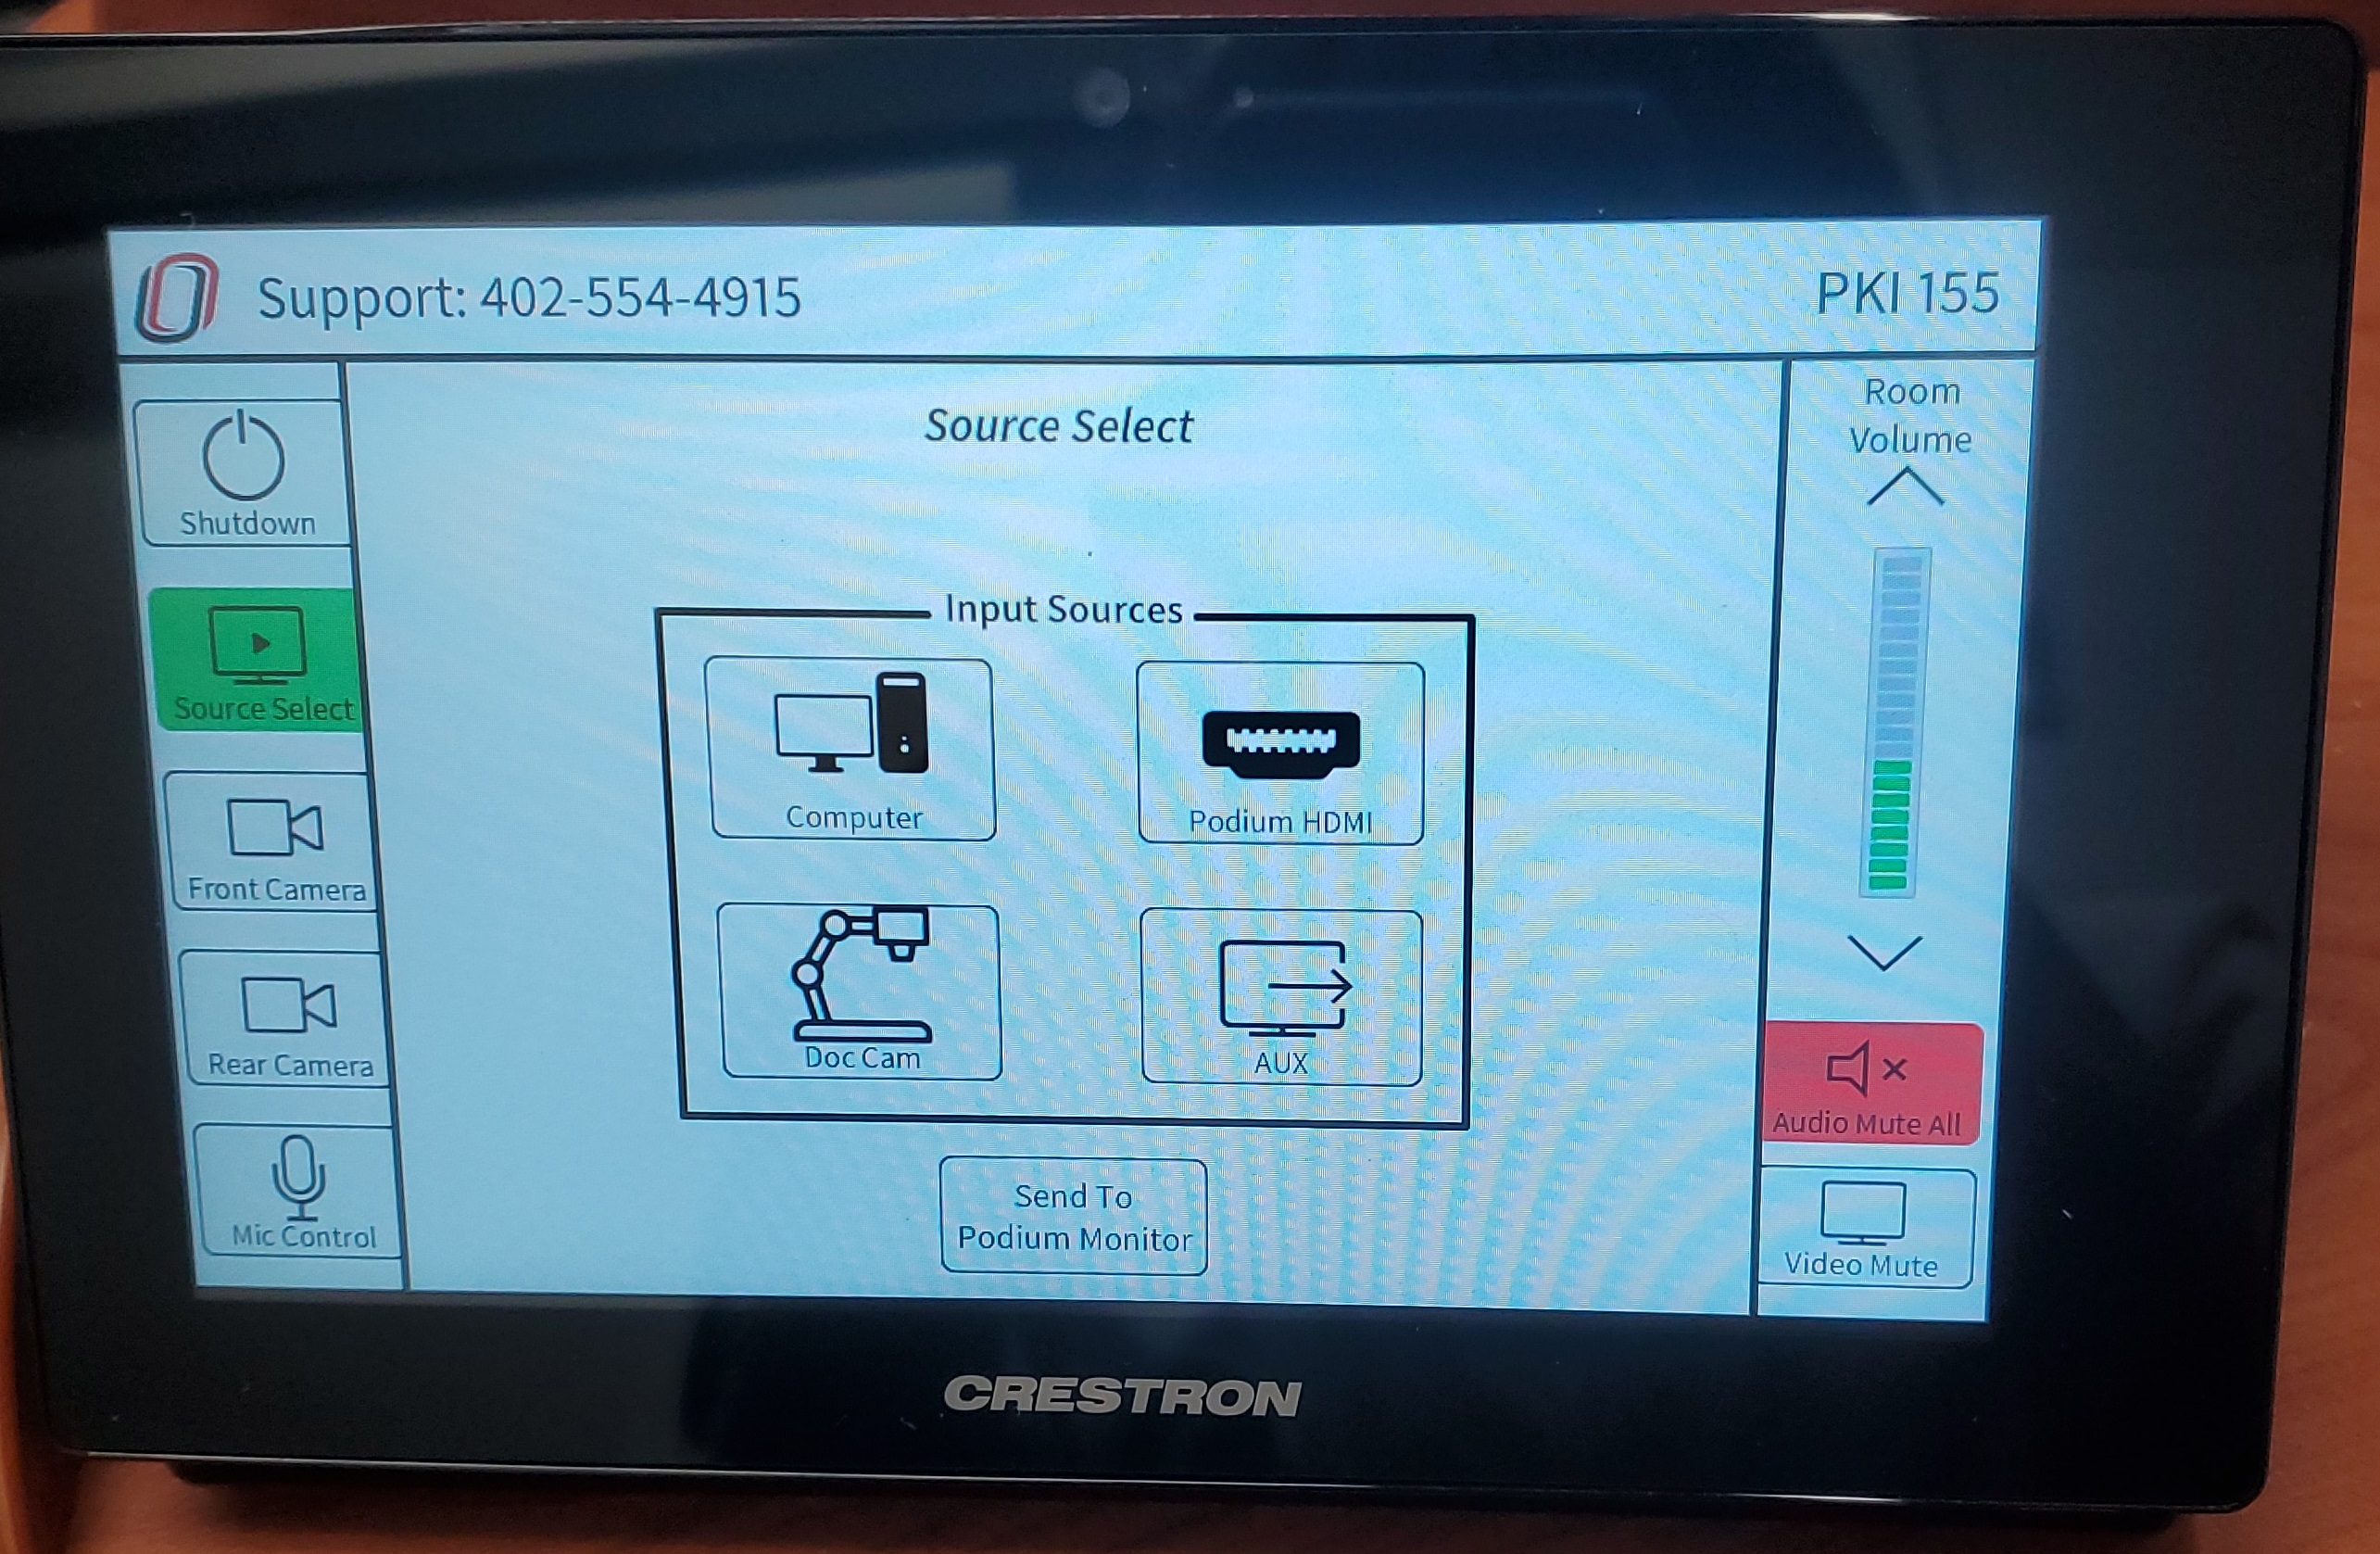 Support: 402-554-4915
PKI 155
Shutdown
Source Select
Front Camera
Rear Camera
Mic Control
Source Select
Input Sources
Computer
Podium HDMI
Doc Cam
AUX
Send To
Podium Monitor
Room
Volume
Audio Mute All
Video Mute
CRESTRON